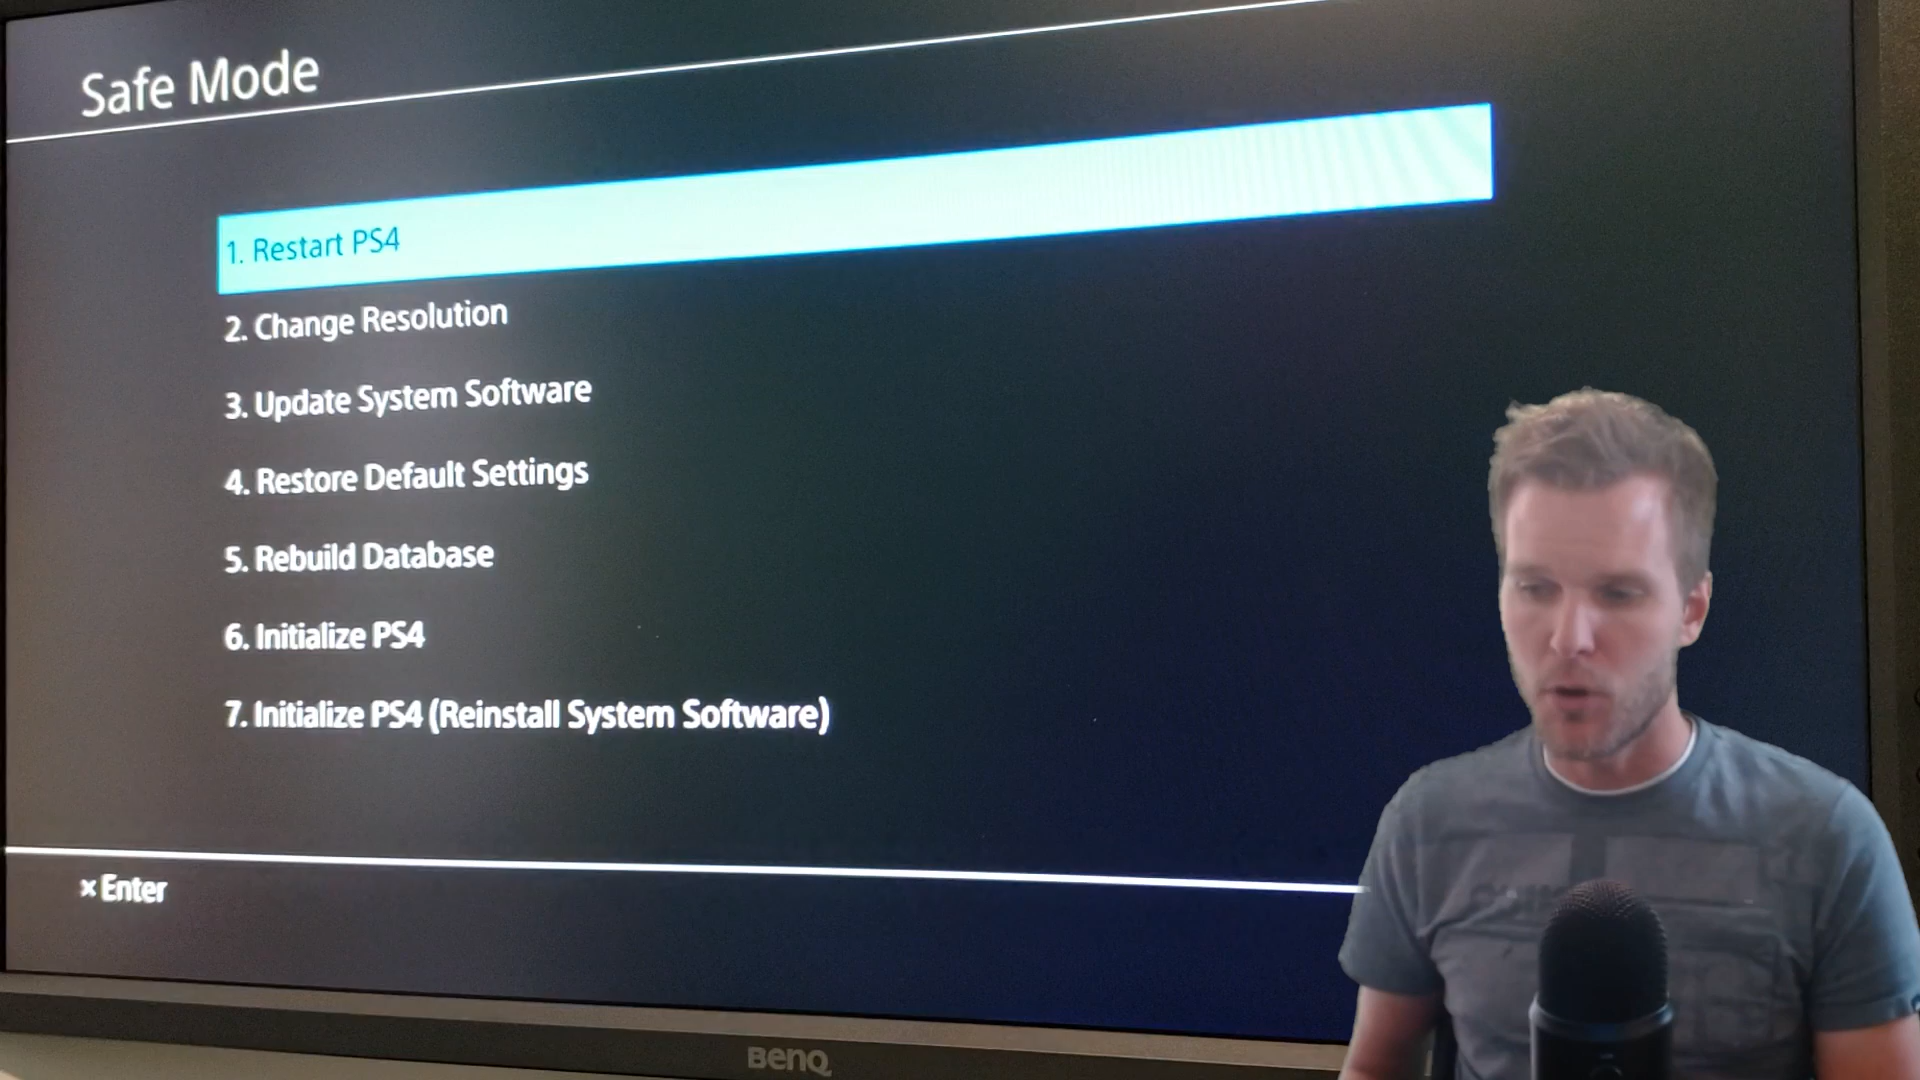 Safe Mode
1. Restart PS4
2. Change Resolution
3. Update System Software
4. Restore Default Settings
5. Rebuild Database
6. Initialize PS4
7. Initialize PS4 (Reinstall System Software)
× Enter
BenQ